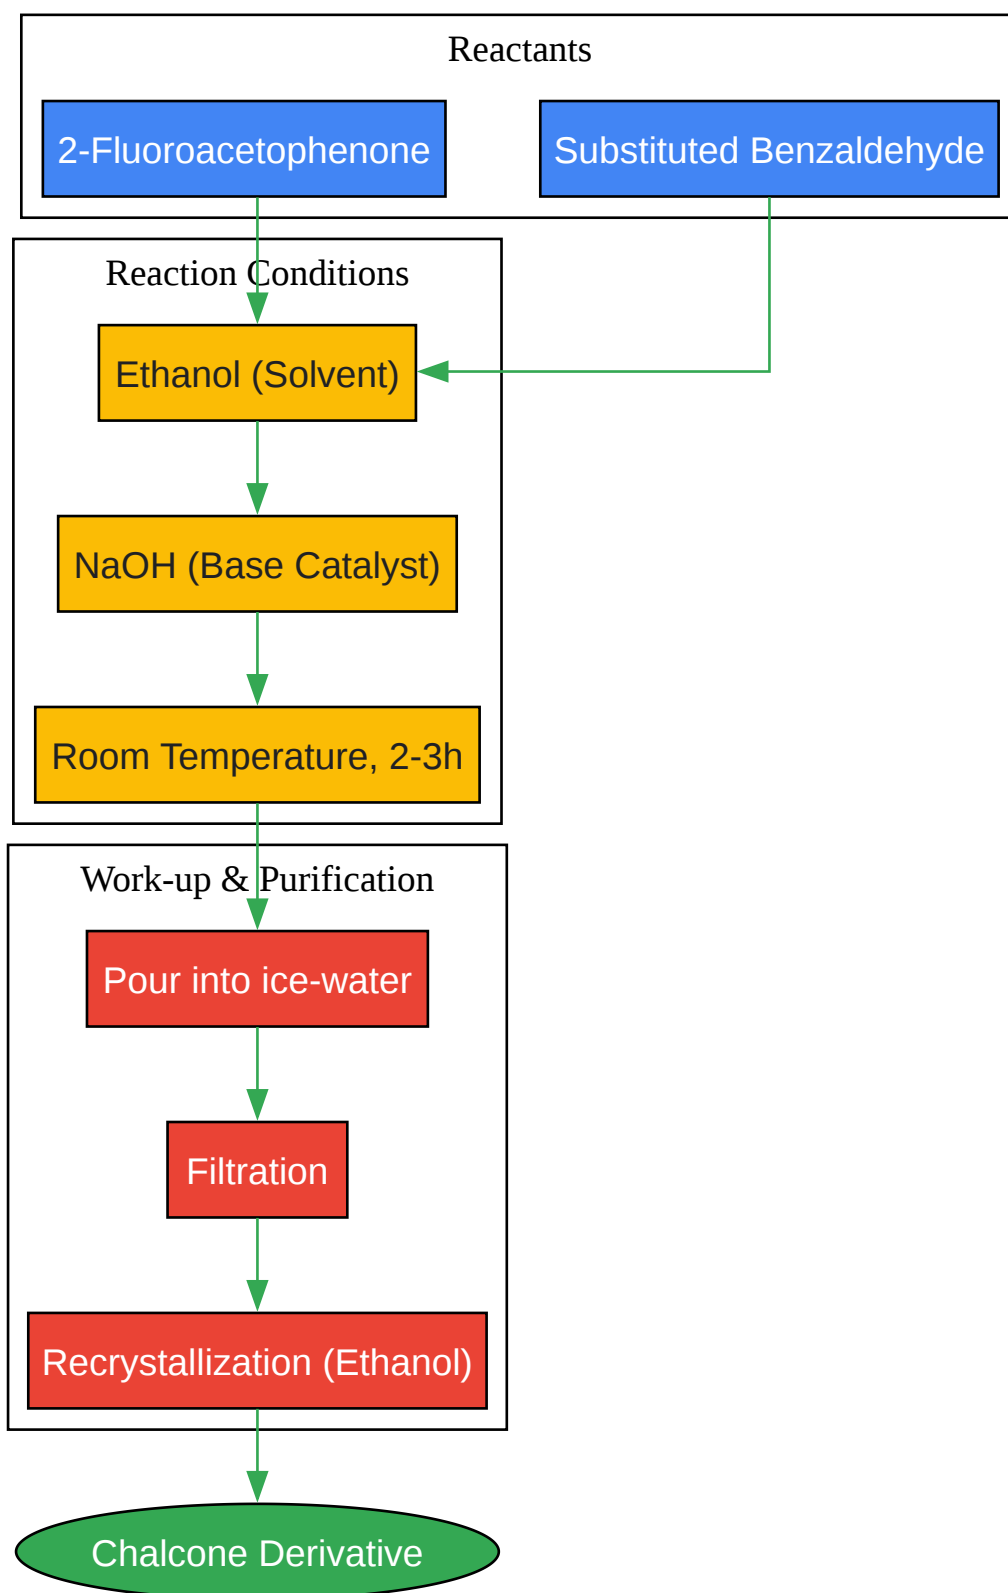 Reactants
2-Fluoroacetophenone
Substituted Benzaldehyde
Reaction Conditions
Ethanol (Solvent)
NaOH (Base Catalyst)
Room Temperature, 2-3h
Work-up & Purification
Pour into ice-water
Filtration
Recrystallization (Ethanol)
Chalcone Derivative